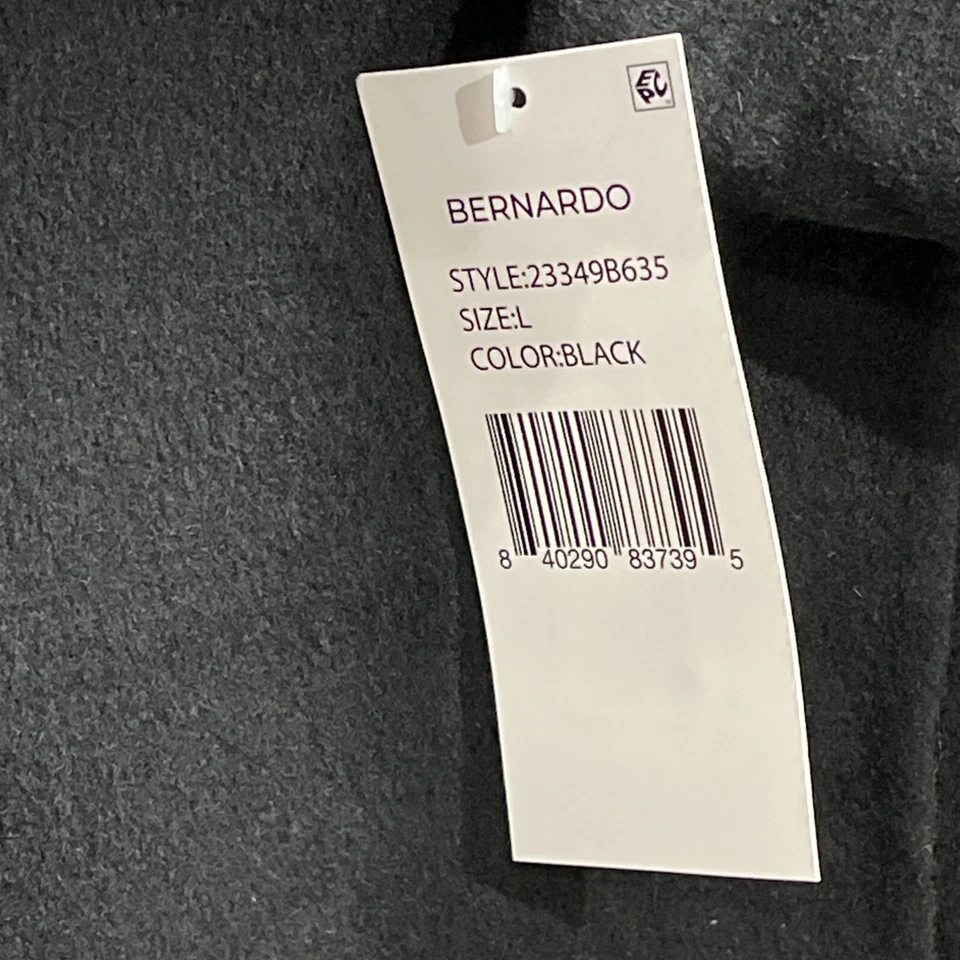 EPC
BERNARDO
STYLE:23349B635
SIZE:L
COLOR:BLACK
8 40290 83739 5